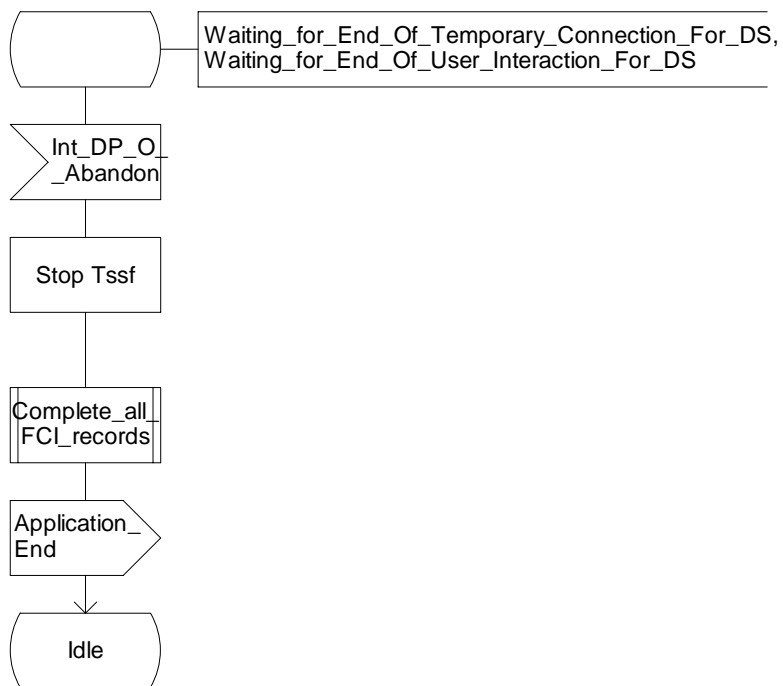 Waiting_for_End_Of_Temporary_Connection_For_DS,
Waiting_for_End_Of_User_Interaction_For_DS
Int_DP_O_
_Abandon
Stop Tssf
Complete_all_
FCI_records
Application_
End
Idle